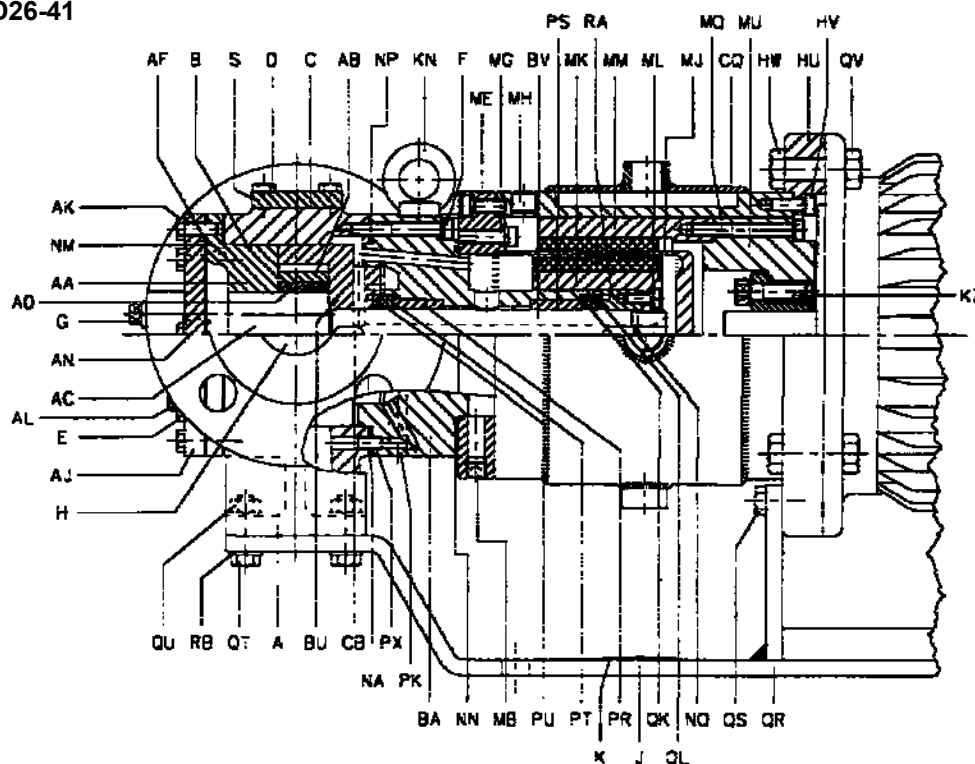 D26-41
PS RA MQ MU HV
AF B S D C AB NP KN F MG BV MK MM ML MJ CQ HW HU QV
ME MH
AK
NM
AA
AO
G
AN
AC
AL
E
AJ
H
QU RB QT A BU CB PX
NA PK
BA NN MB PU PT PR QK NQ QS QR
K J QL